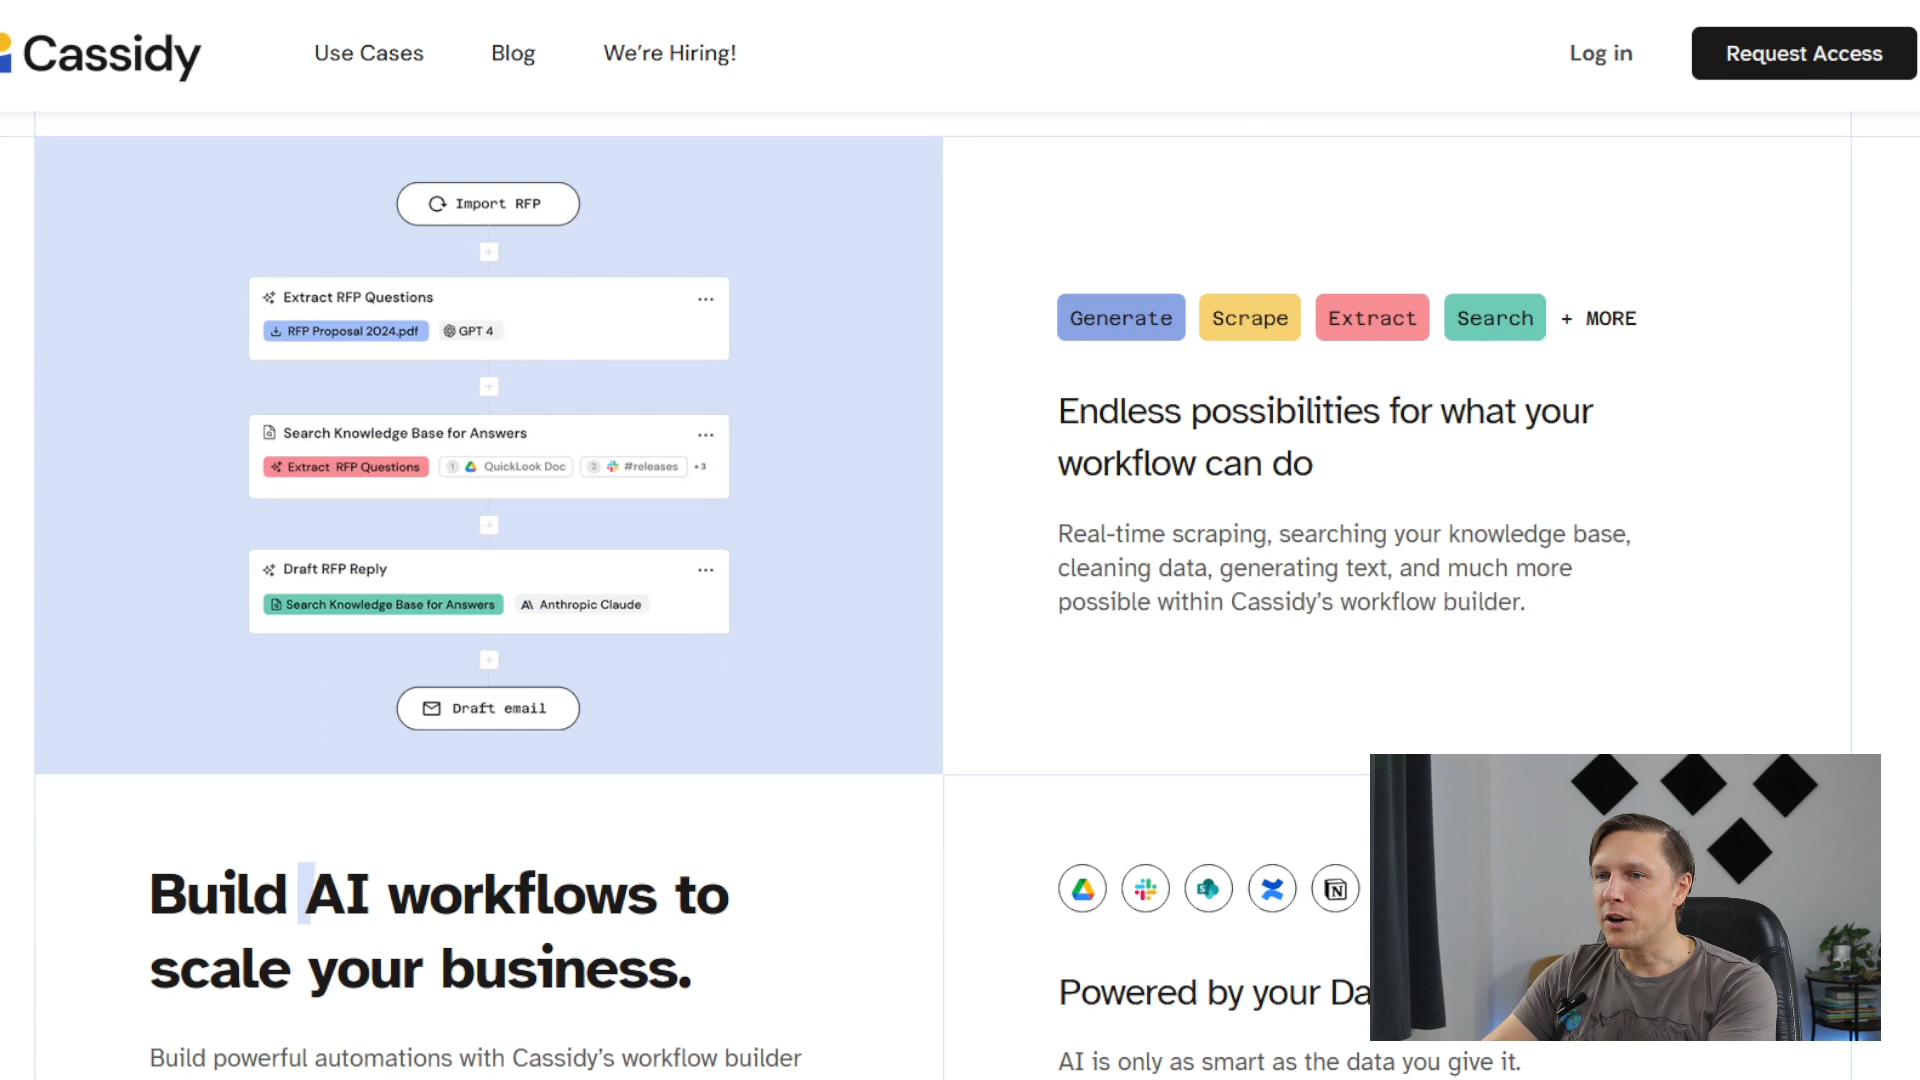 Cassidy
Use Cases
Blog
We're Hiring!
Log in
Request Access
Import RFP
Extract RFP Questions
RFP Proposal 2024.pdf
GPT 4
Search Knowledge Base for Answers
Extract RFP Questions
1 QuickLook Doc
2 #releases
+3
Draft RFP Reply
Search Knowledge Base for Answers
Anthropic Claude
Draft email
Generate
Scrape
Extract
Search
+ MORE
Endless possibilities for what your
workflow can do
Real-time scraping, searching your knowledge base,
cleaning data, generating text, and much more
possible within Cassidy's workflow builder.
Build AI workflows to
scale your business.
Build powerful automations with Cassidy's workflow builder
Powered by your Da
AI is only as smart as the data you give it.